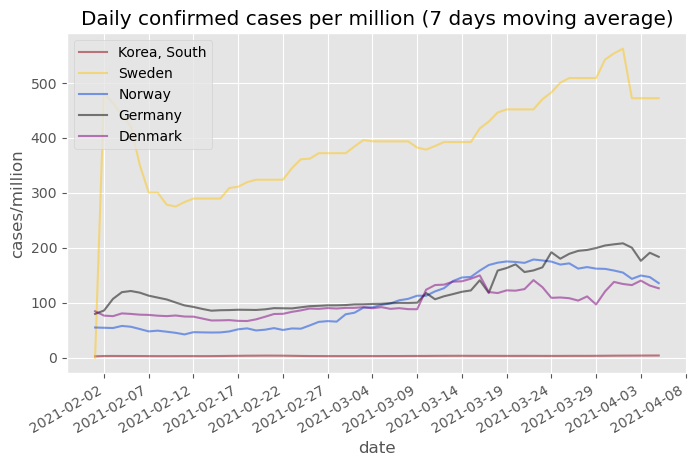 Daily confirmed cases per million (7 days moving average)
Korea, South
Sweden
Norway
Germany
Denmark
500
400
300
200
100
0
cases/million
2021-02-02
2021-02-07
2021-02-12
2021-02-17
2021-02-22
2021-02-27
2021-03-04
2021-03-09
2021-03-14
2021-03-19
2021-03-24
2021-03-29
2021-04-03
2021-04-08
date